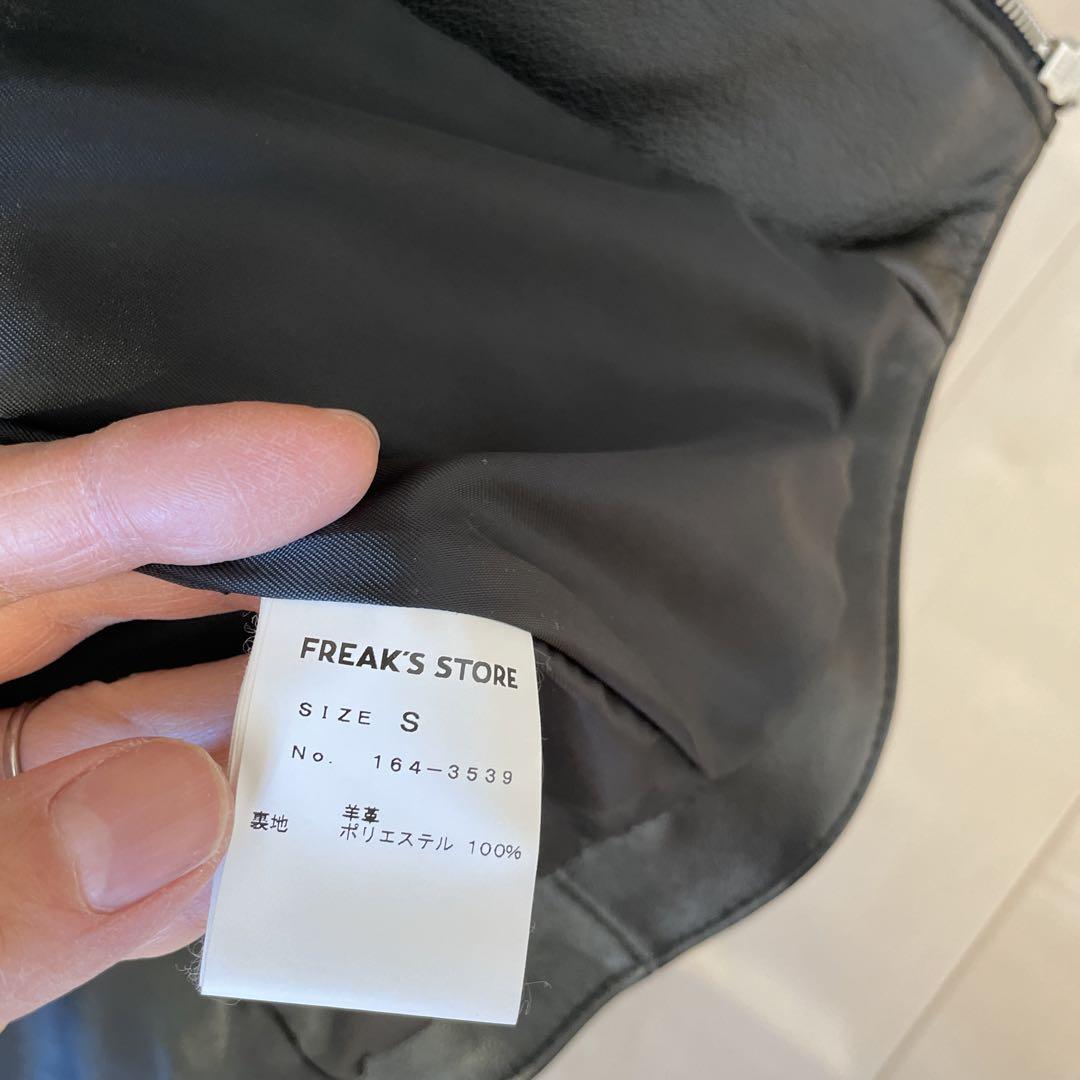 FREAK'S STORE
SIZE S
No. 164-3539
羊革
裏地 ポリエステル 100%